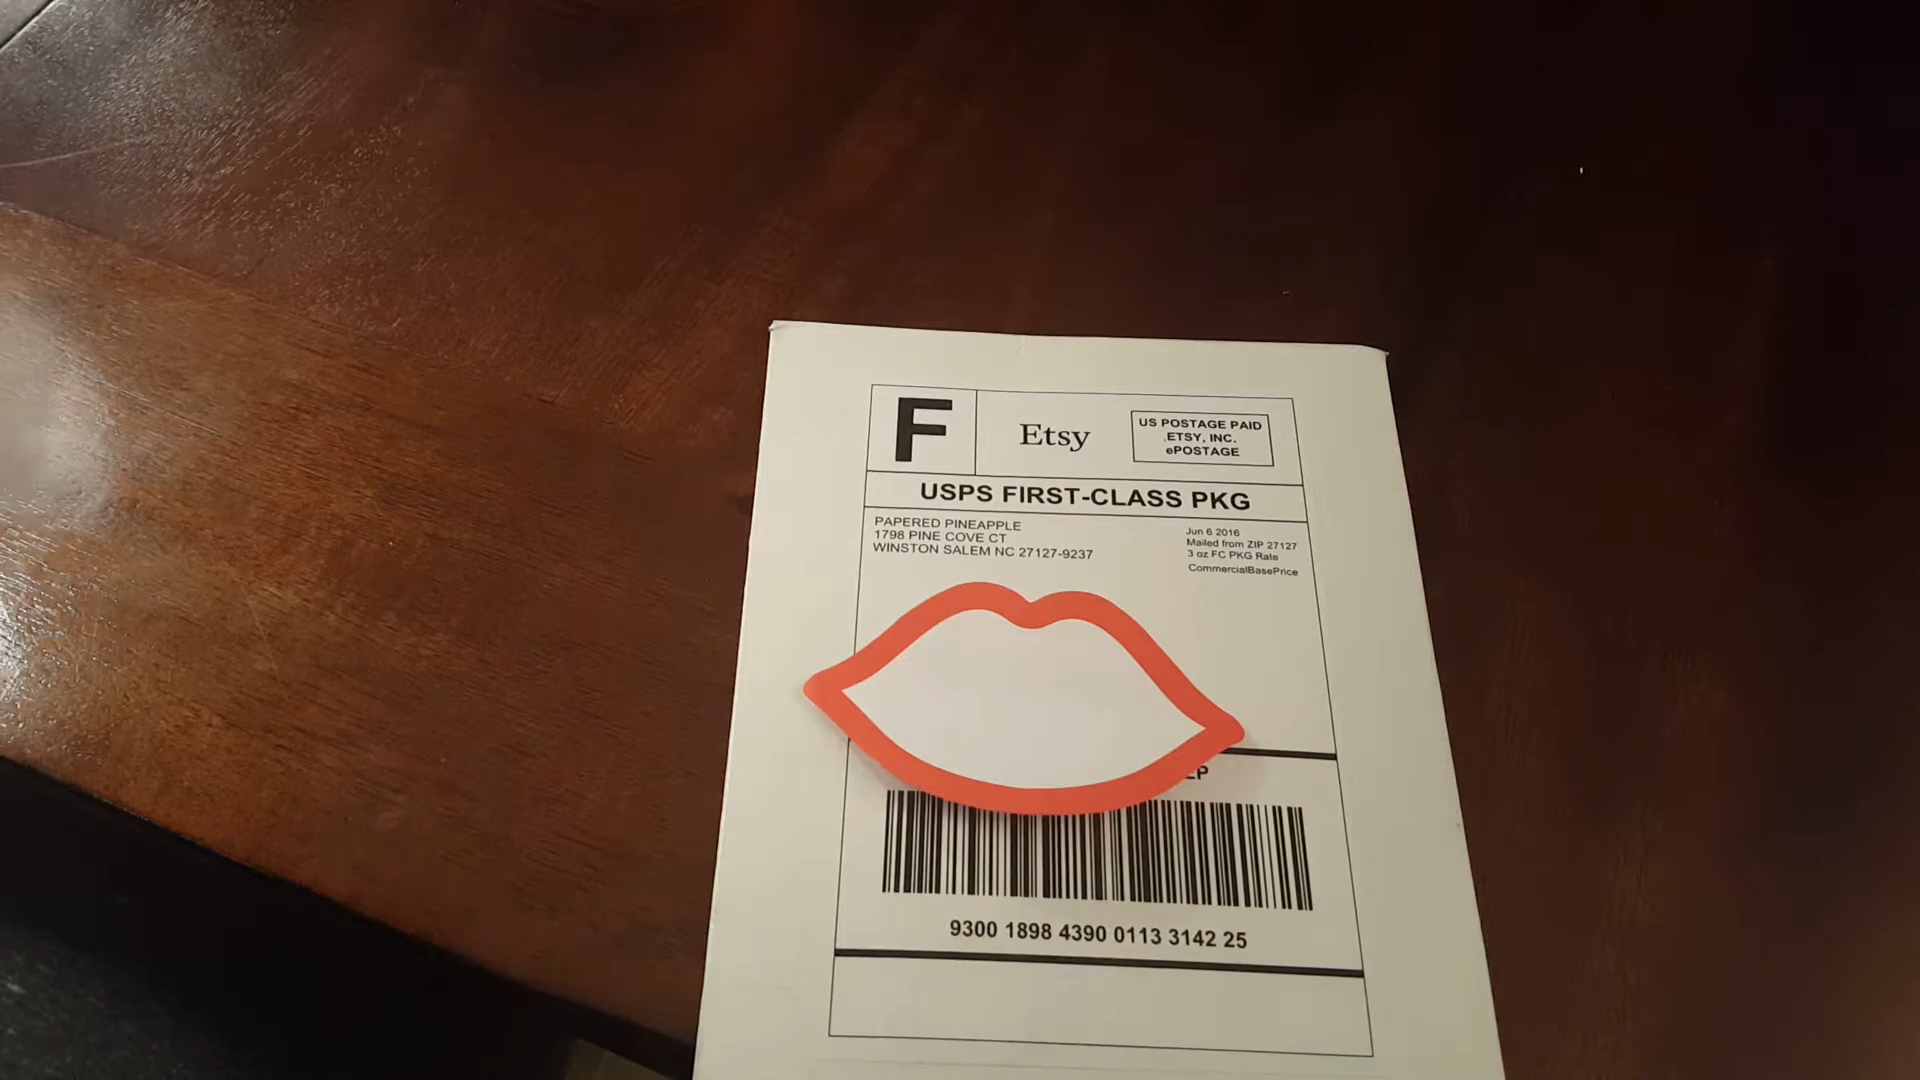 F
Etsy
US POSTAGE PAID
ETSY, INC.
ePOSTAGE
USPS FIRST-CLASS PKG
PAPERED PINEAPPLE
1798 PINE COVE CT
WINSTON SALEM NC 27127-9237
Jun 6 2016
Mailed from ZIP 27127
3 oz FC PKG Rate
CommercialBasePrice
9300 1898 4390 0113 3142 25